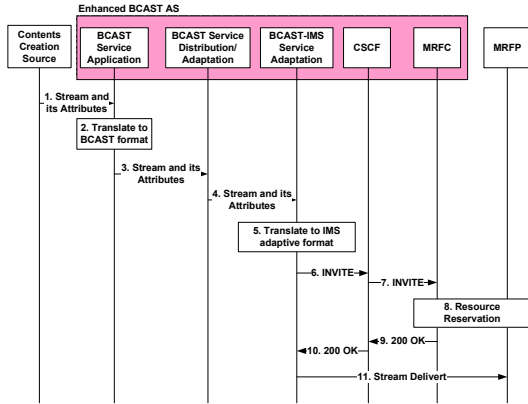 Enhanced BCAST AS
Contents
Creation
Source
BCAST
Service
Application
BCAST Service
Distribution/
Adaptation
BCAST-IMS
Service
Adaptation
CSCF
MRFC
MRFP
1. Stream and
its Attributes
2. Translate to
BCAST format
3. Stream and its
Attributes
4. Stream and its
Attributes
5. Translate to IMS
adaptive format
6. INVITE
7. INVITE
8. Resource
Reservation
9. 200 OK
10. 200 OK
11. Stream Delivert